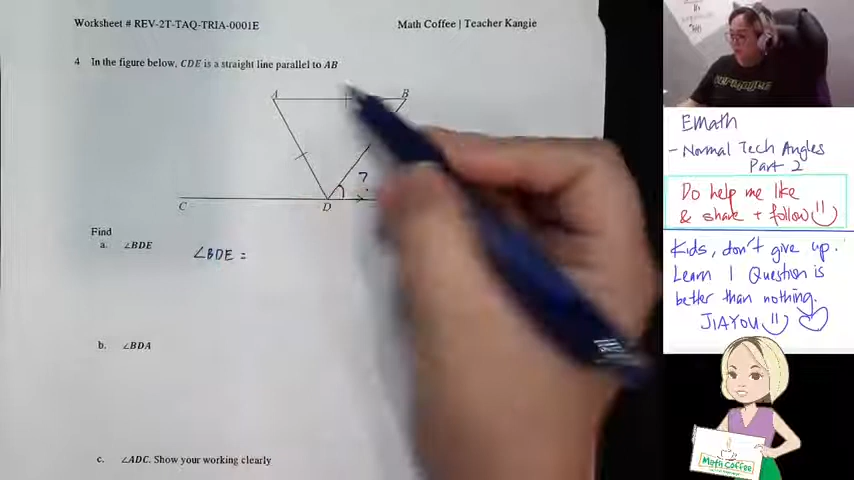 Worksheet # REV-2T-TAQ-TRIA-0001E
Math Coffee | Teacher Kangie
4 In the figure below, CDE is a straight line parallel to AB
A
B
?
C
D
Find
a. ∠BDE
∠BDE =
b. ∠BDA
c. ∠ADC. Show your working clearly
EMath
- Normal Tech Angles
Part 2
Do help me like
& share + follow
Kids, don't give up.
Learn 1 Question is
better than nothing.
JIAYOU
Math Coffee